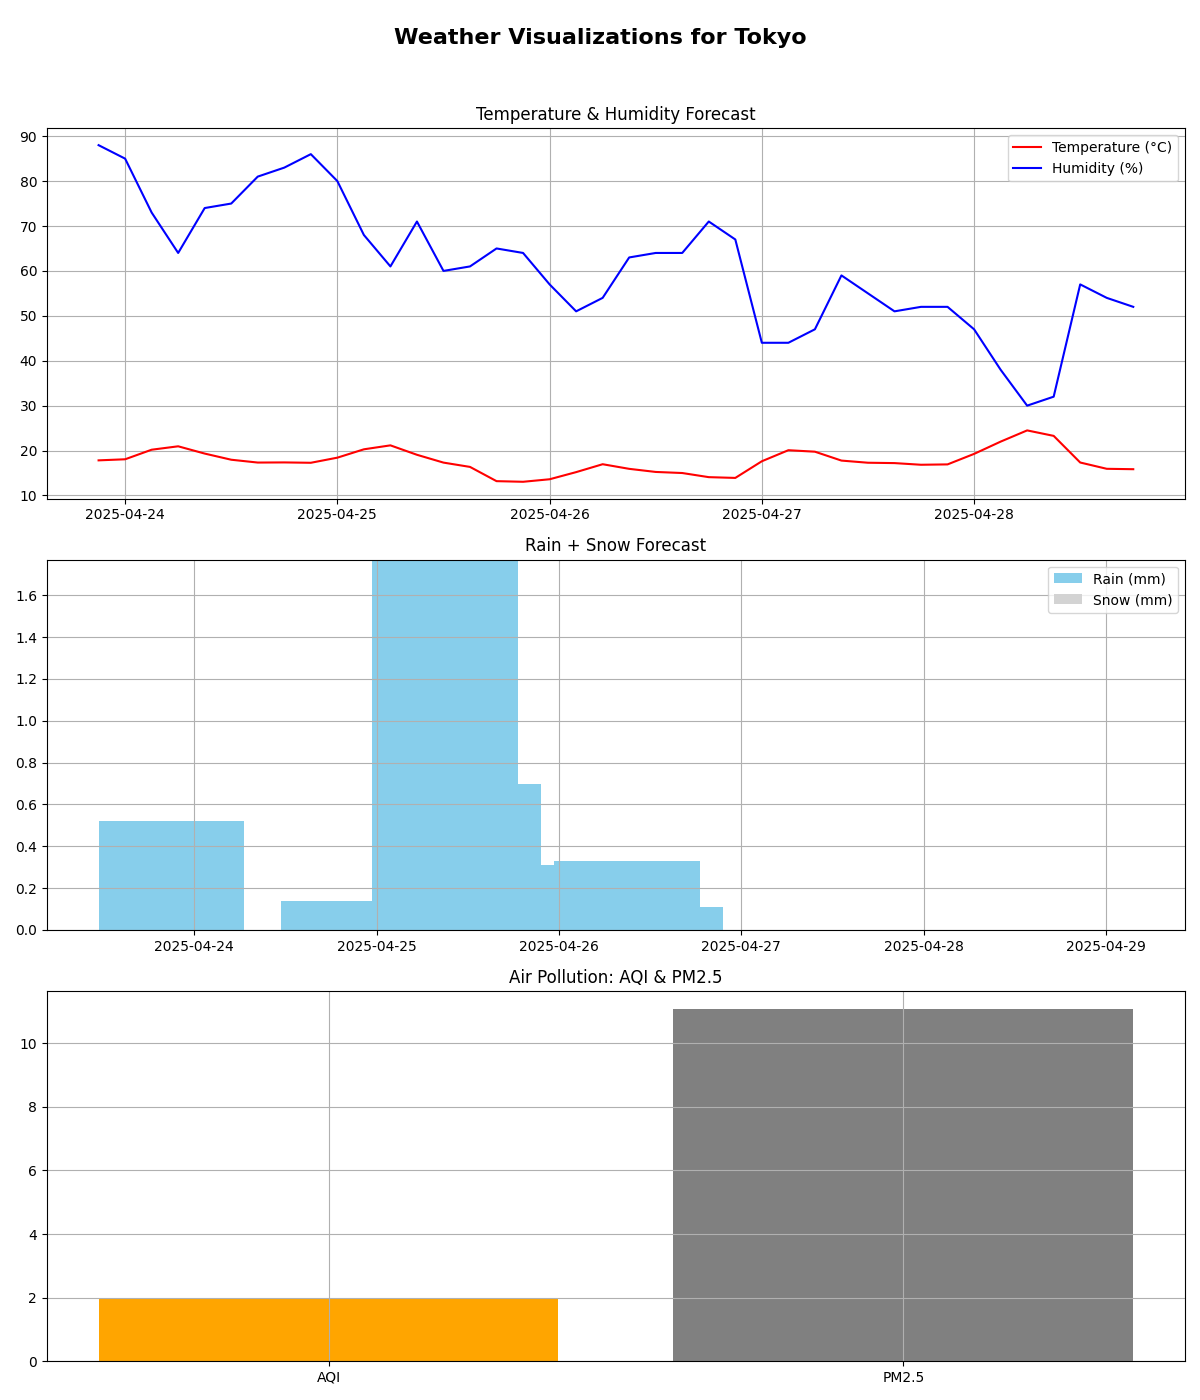 Weather Visualizations for Tokyo
Temperature & Humidity Forecast
Temperature (°C)
Humidity (%)
90
80
70
60
50
40
30
20
10
2025-04-24 2025-04-25 2025-04-26 2025-04-27 2025-04-28
Rain + Snow Forecast
Rain (mm)
Snow (mm)
1.6
1.4
1.2
1.0
0.8
0.6
0.4
0.2
0.0
2025-04-24 2025-04-25 2025-04-26 2025-04-27 2025-04-28 2025-04-29
Air Pollution: AQI & PM2.5
10
8
6
4
2
0
AQI PM2.5